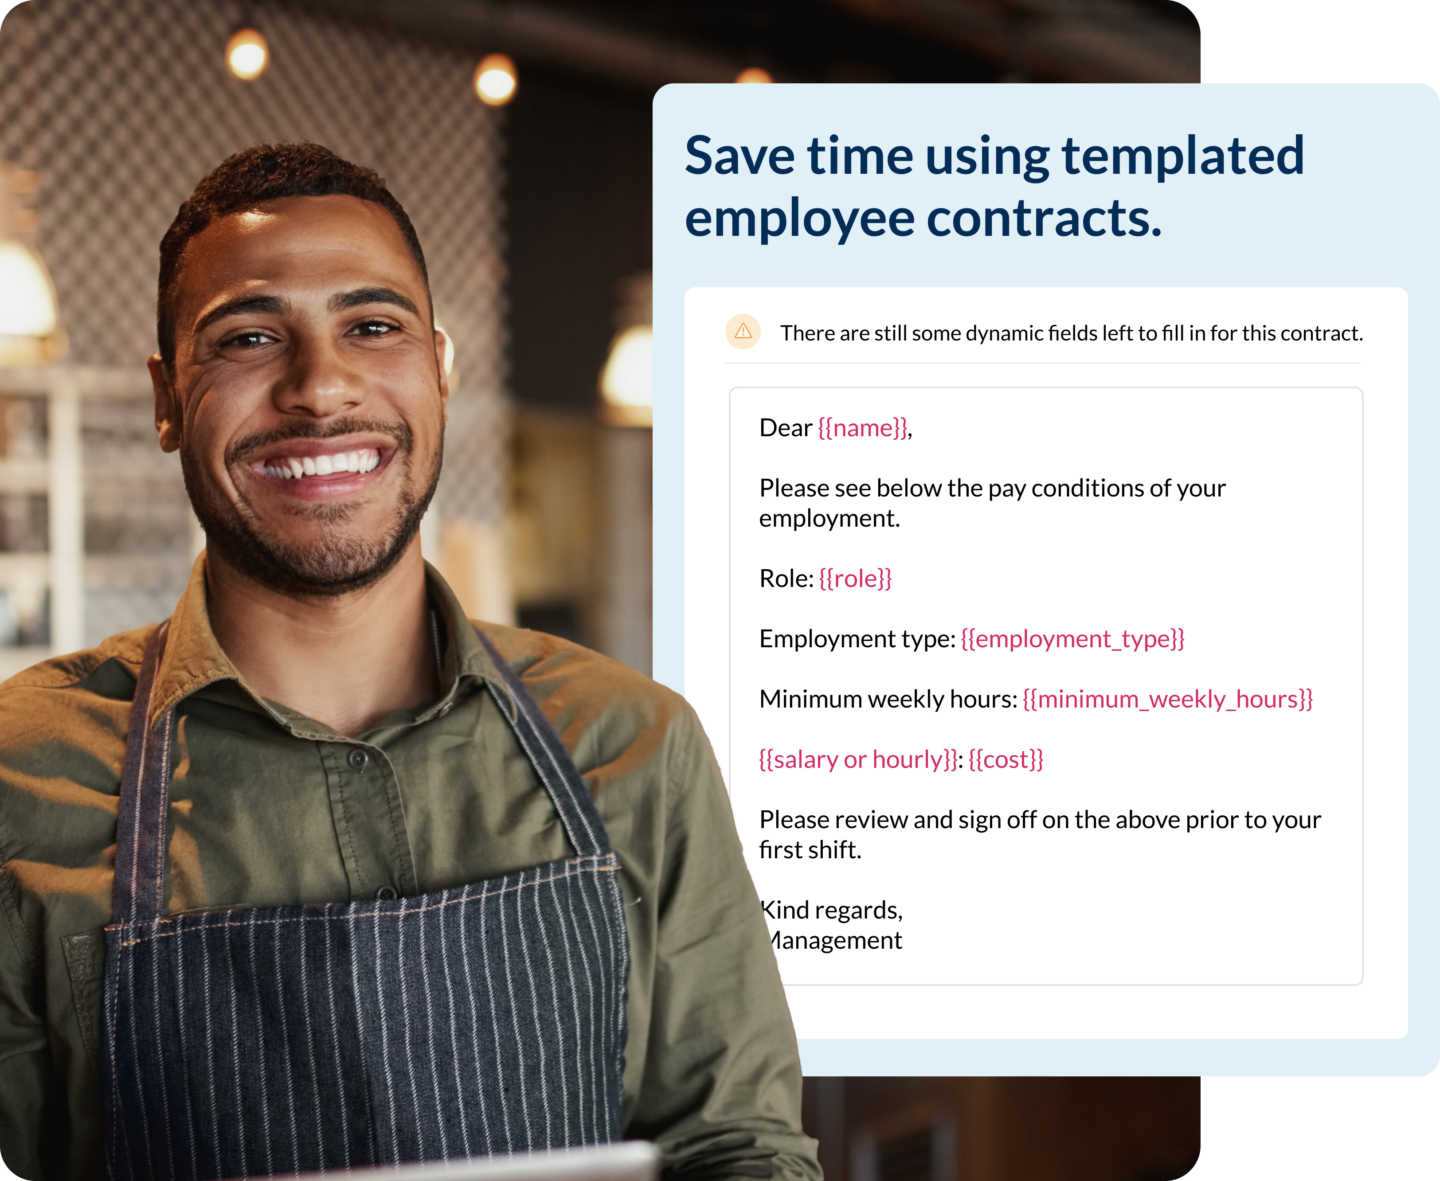 Save time using templated
employee contracts.
There are still some dynamic fields left to fill in for this contract.
Dear {{name}},
Please see below the pay conditions of your
employment.
Role: {{role}}
Employment type: {{employment_type}}
Minimum weekly hours: {{minimum_weekly_hours}}
{{salary or hourly}}: {{cost}}
Please review and sign off on the above prior to your
first shift.
Kind regards,
Management